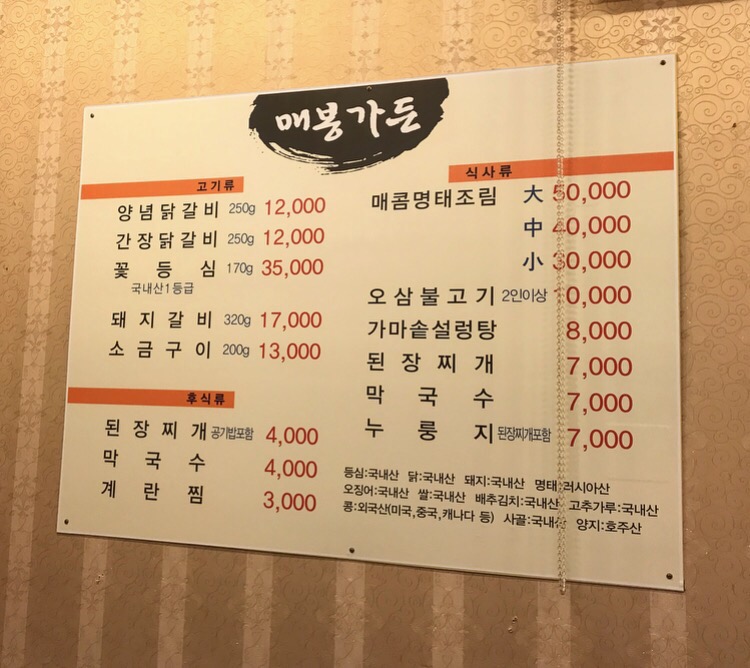 매봉가든
고기류
양념닭갈비 250g 12,000
간장닭갈비 250g 12,000
꽃등심 170g 35,000
국내산1등급
돼지갈비 320g 17,000
소금구이 200g 13,000
후식류
된장찌개 공기밥포함 4,000
막국수 4,000
계란찜 3,000
식사류
매콤명태조림 大 50,000
中 40,000
小 30,000
오삼불고기 2인이상 10,000
가마솥설렁탕 8,000
된장찌개 7,000
막국수 7,000
누룽지 된장찌개포함 7,000
등심:국내산 닭:국내산 돼지:국내산 명태:러시아산
오징어:국내산 쌀:국내산 배추김치:국내산 고추가루:국내산
콩:외국산(미국,중국,캐나다 등) 사골:국내산 양지:호주산